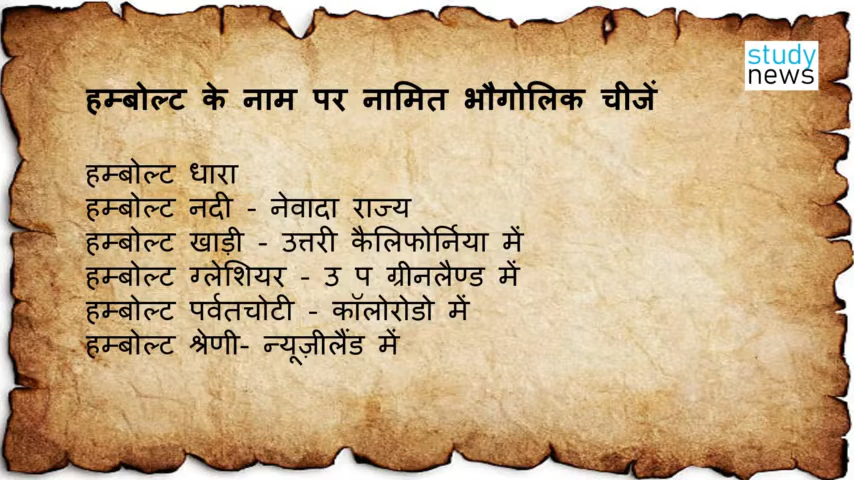 study
news
हम्बोल्ट के नाम पर नामित भौगोलिक चीजें
हम्बोल्ट धारा
हम्बोल्ट नदी - नेवादा राज्य
हम्बोल्ट खाड़ी - उत्तरी कैलिफोर्निया में
हम्बोल्ट ग्लेशियर - उ प ग्रीनलैण्ड में
हम्बोल्ट पर्वतचोटी - कॉलोरोडो में
हम्बोल्ट श्रेणी- न्यूज़ीलैंड में